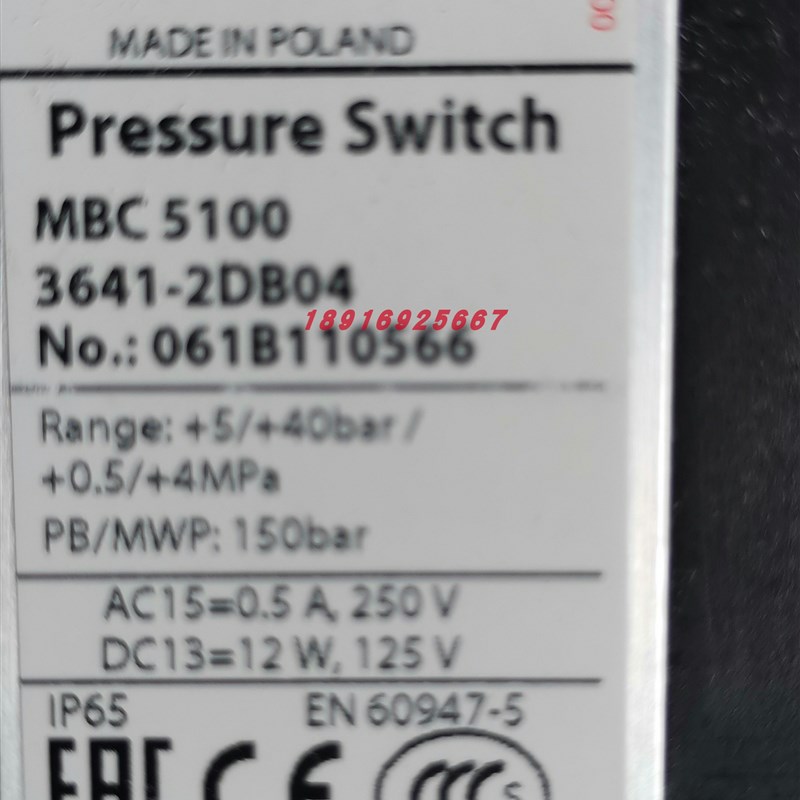 MADE IN POLAND
Pressure Switch
MBC 5100
3641-2DB04
18916925667
No.: 061B110566
Range: +5/+40bar /
+0.5/+4MPa
PB/MWP: 150bar
AC15=0.5 A, 250 V
DC13=12 W, 125 V
IP65 EN 60947-5
EAC CE CCC S